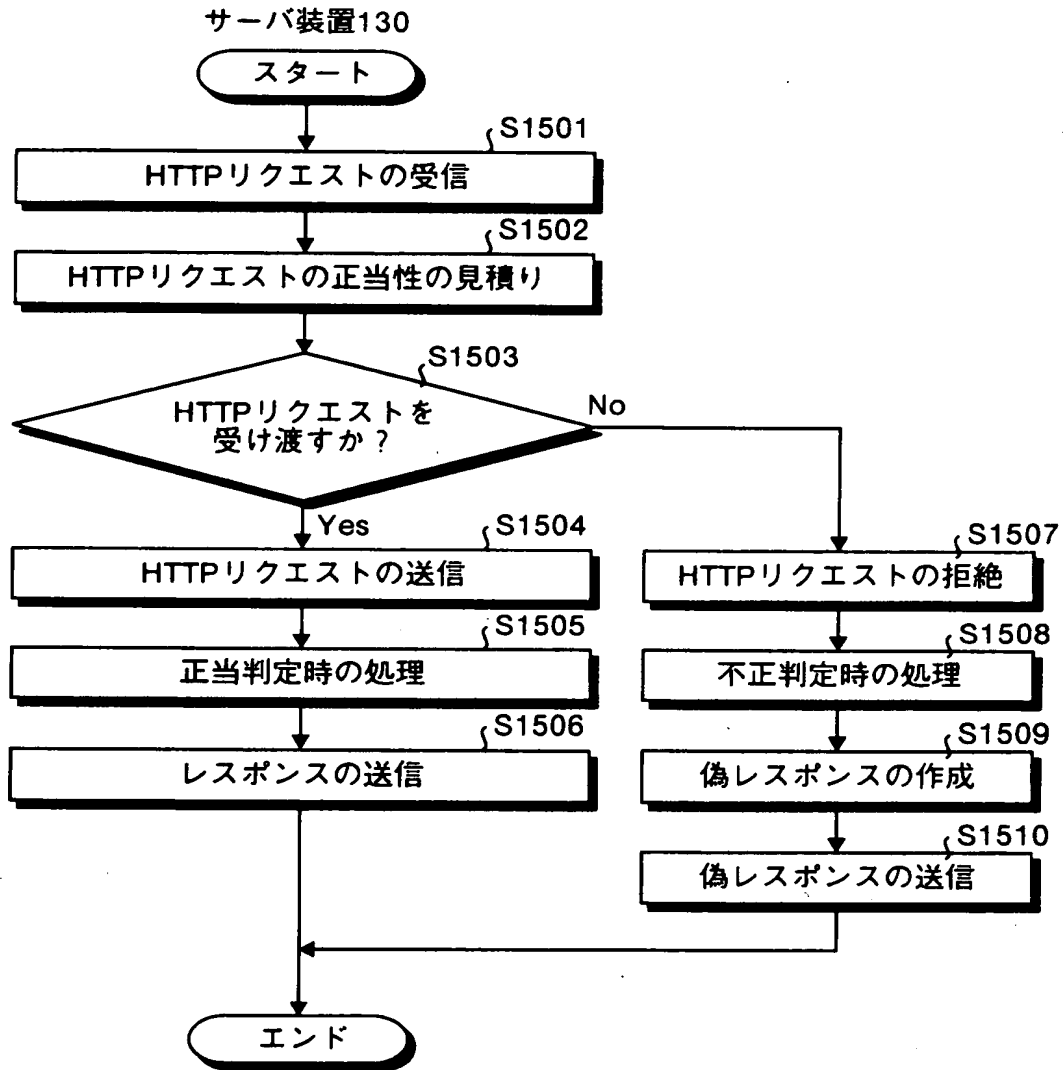 サーバ装置130
スタート
S1501
HTTPリクエストの受信
S1502
HTTPリクエストの正当性の見積り
S1503
HTTPリクエストを
受け渡すか？
No
Yes
S1504
HTTPリクエストの送信
S1505
正当判定時の処理
S1506
レスポンスの送信
S1507
HTTPリクエストの拒絶
S1508
不正判定時の処理
S1509
偽レスポンスの作成
S1510
偽レスポンスの送信
エンド